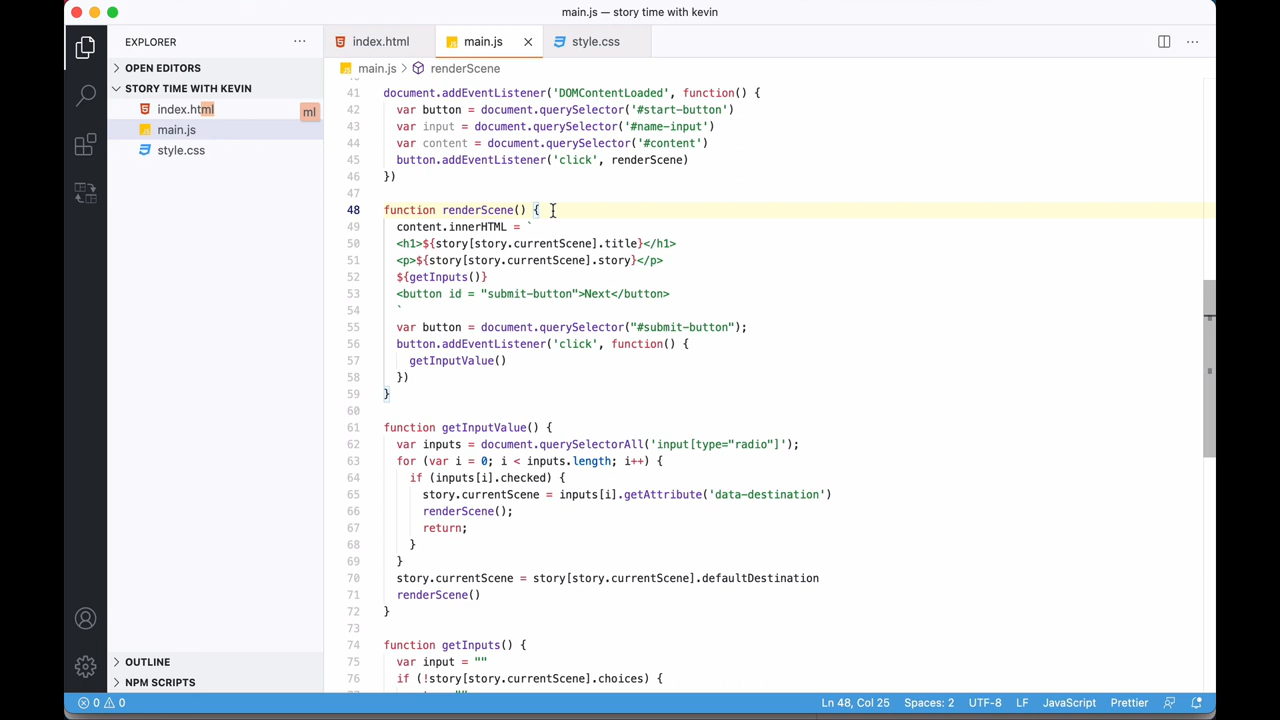 main.js — story time with kevin
EXPLORER
index.html
main.js
style.css
main.js > renderScene
OPEN EDITORS
STORY TIME WITH KEVIN
index.html
ml
main.js
style.css
41 document.addEventListener('DOMContentLoaded', function() {
42 var button = document.querySelector('#start-button')
43 var input = document.querySelector('#name-input')
44 var content = document.querySelector('#content')
45 button.addEventListener('click', renderScene)
46 })
47
48 function renderScene() {
49 content.innerHTML = `
50 <h1>${story[story.currentScene].title}</h1>
51 <p>${story[story.currentScene].story}</p>
52 ${getInputs()}
53 <button id = "submit-button">Next</button>
54 `
55 var button = document.querySelector("#submit-button");
56 button.addEventListener('click', function() {
57 getInputValue()
58 })
59 }
60
61 function getInputValue() {
62 var inputs = document.querySelectorAll('input[type="radio"]');
63 for (var i = 0; i < inputs.length; i++) {
64 if (inputs[i].checked) {
65 story.currentScene = inputs[i].getAttribute('data-destination')
66 renderScene();
67 return;
68 }
69 }
70 story.currentScene = story[story.currentScene].defaultDestination
71 renderScene()
72 }
73
74 function getInputs() {
75 var input = ""
76 if (!story[story.currentScene].choices) {
OUTLINE
NPM SCRIPTS
0 0
Ln 48, Col 25
Spaces: 2
UTF-8
LF
JavaScript
Prettier